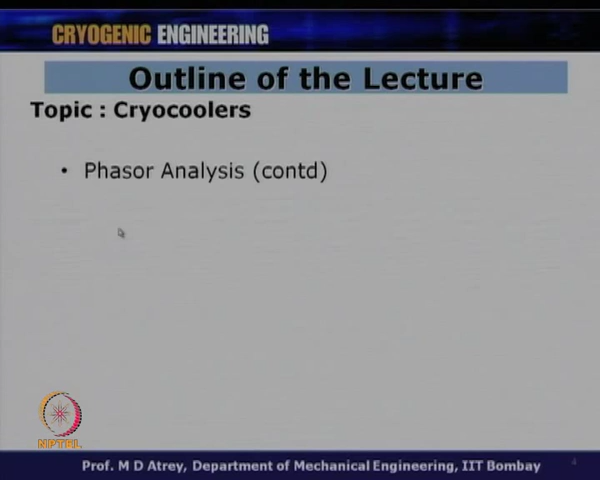 CRYOGENIC ENGINEERING
Outline of the Lecture
Topic : Cryocoolers
• Phasor Analysis (contd)
NPTEL
Prof. M D Atrey, Department of Mechanical Engineering, IIT Bombay
4